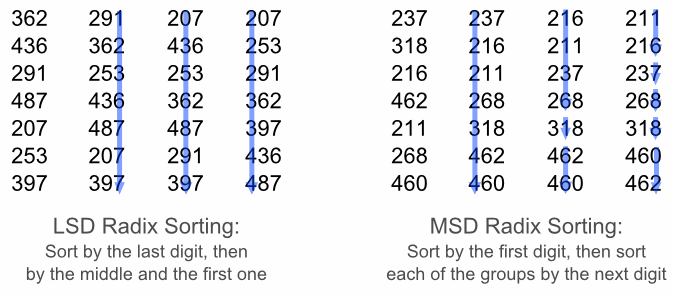 362 291 207 207 237 237 216 211
436 362 436 253 318 216 211 216
291 253 253 291 216 211 237 237
487 436 362 362 462 268 268 268
207 487 487 397 211 318 318 318
253 207 291 436 268 462 462 460
397 397 397 487 460 460 460 462
LSD Radix Sorting:
Sort by the last digit, then
by the middle and the first one
MSD Radix Sorting:
Sort by the first digit, then sort
each of the groups by the next digit